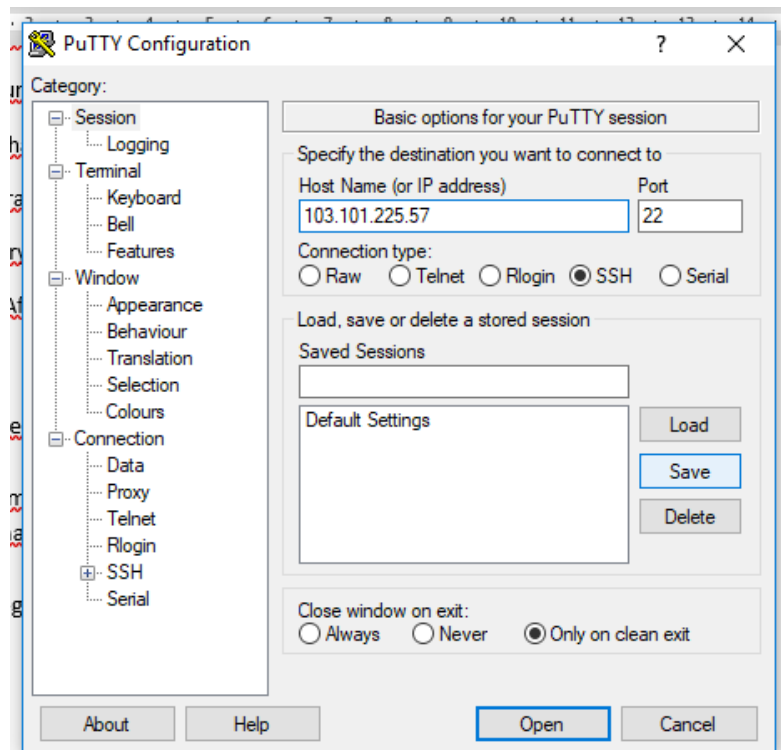 PuTTY Configuration
?
Category:
Session
Logging
Terminal
Keyboard
Bell
Features
Window
Appearance
Behaviour
Translation
Selection
Colours
Connection
Data
Proxy
Telnet
Rlogin
SSH
Serial
Basic options for your PuTTY session
Specify the destination you want to connect to
Host Name (or IP address) Port
103.101.225.57 22
Connection type:
Raw Telnet Rlogin SSH Serial
Load, save or delete a stored session
Saved Sessions
Default Settings
Load
Save
Delete
Close window on exit:
Always Never Only on clean exit
About Help Open Cancel